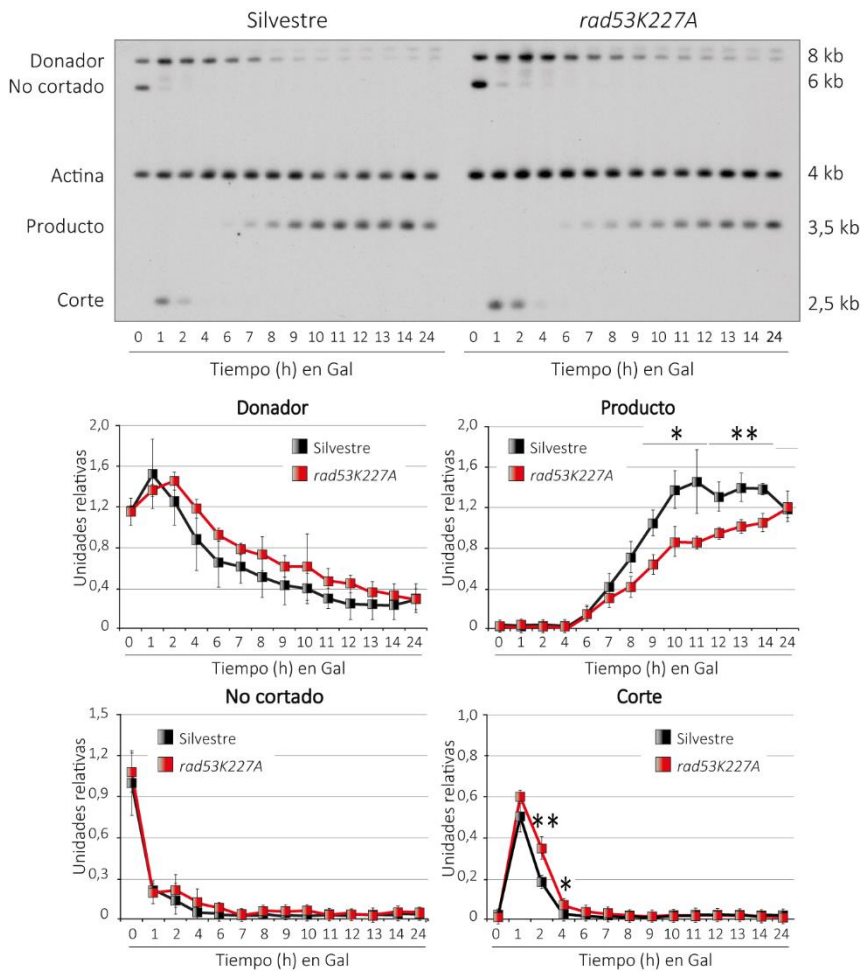 Silvestre rad53K227A
Donador 8 kb
No cortado 6 kb
Actina 4 kb
Producto 3,5 kb
Corte 2,5 kb
0 1 2 4 6 7 8 9 10 11 12 13 14 24 0 1 2 4 6 7 8 9 10 11 12 13 14 24
Tiempo (h) en Gal Tiempo (h) en Gal
Donador
Unidades relativas
2,0
1,6
1,2
0,8
0,4
0
Silvestre
rad53K227A
0 1 2 4 6 7 8 9 10 11 12 13 14 24
Tiempo (h) en Gal
Producto
Unidades relativas
2,0
1,6
1,2
0,8
0,4
0
Silvestre
rad53K227A
* **
0 1 2 4 6 7 8 9 10 11 12 13 14 24
Tiempo (h) en Gal
No cortado
Unidades relativas
1,5
1,2
0,9
0,6
0,3
0
Silvestre
rad53K227A
0 1 2 4 6 7 8 9 10 11 12 13 14 24
Tiempo (h) en Gal
Corte
Unidades relativas
1,0
0,8
0,6
0,4
0,2
0
Silvestre
rad53K227A
**
*
0 1 2 4 6 7 8 9 10 11 12 13 14 24
Tiempo (h) en Gal